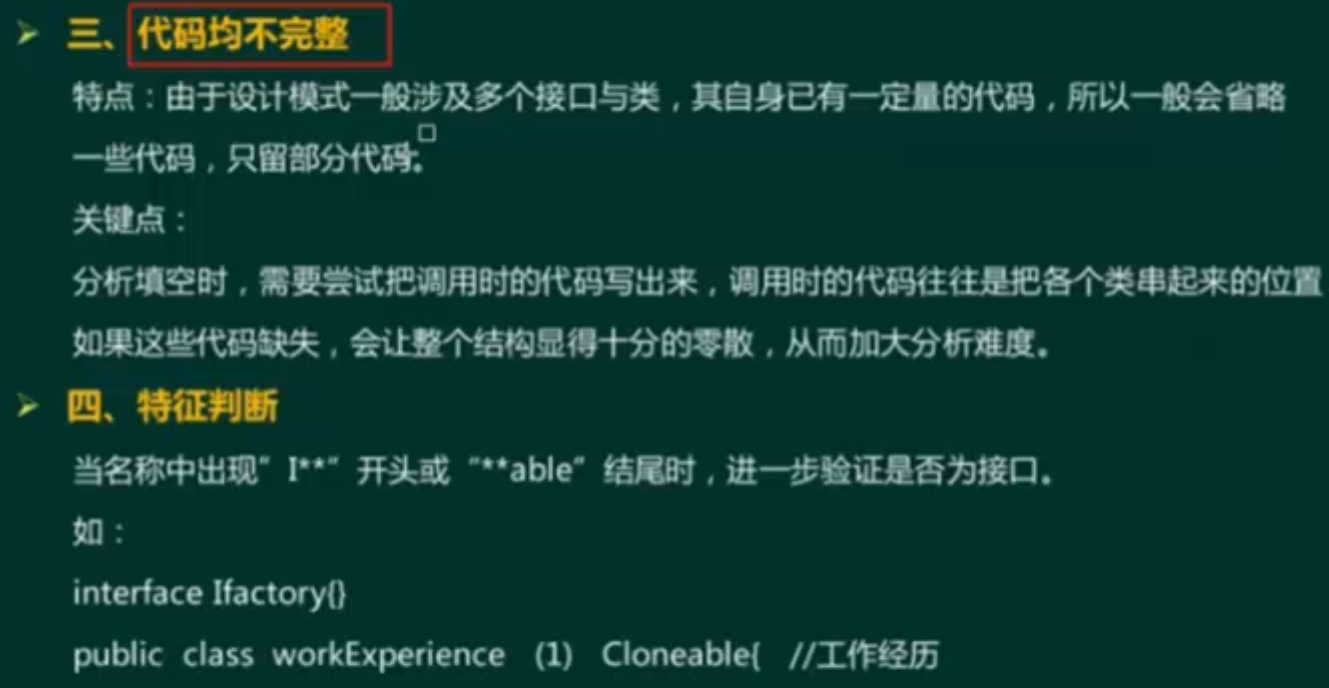 三、代码均不完整
特点：由于设计模式一般涉及多个接口与类，其自身已有一定量的代码，所以一般会省略
一些代码，只留部分代码。
关键点：
分析填空时，需要尝试把调用时的代码写出来，调用时的代码往往是把各个类串起来的位置
如果这些代码缺失，会让整个结构显得十分的零散，从而加大分析难度。
四、特征判断
当名称中出现”I**”开头或“**able”结尾时，进一步验证是否为接口。
如：
interface Ifactory{}
public class workExperience (1) Cloneable{ //工作经历